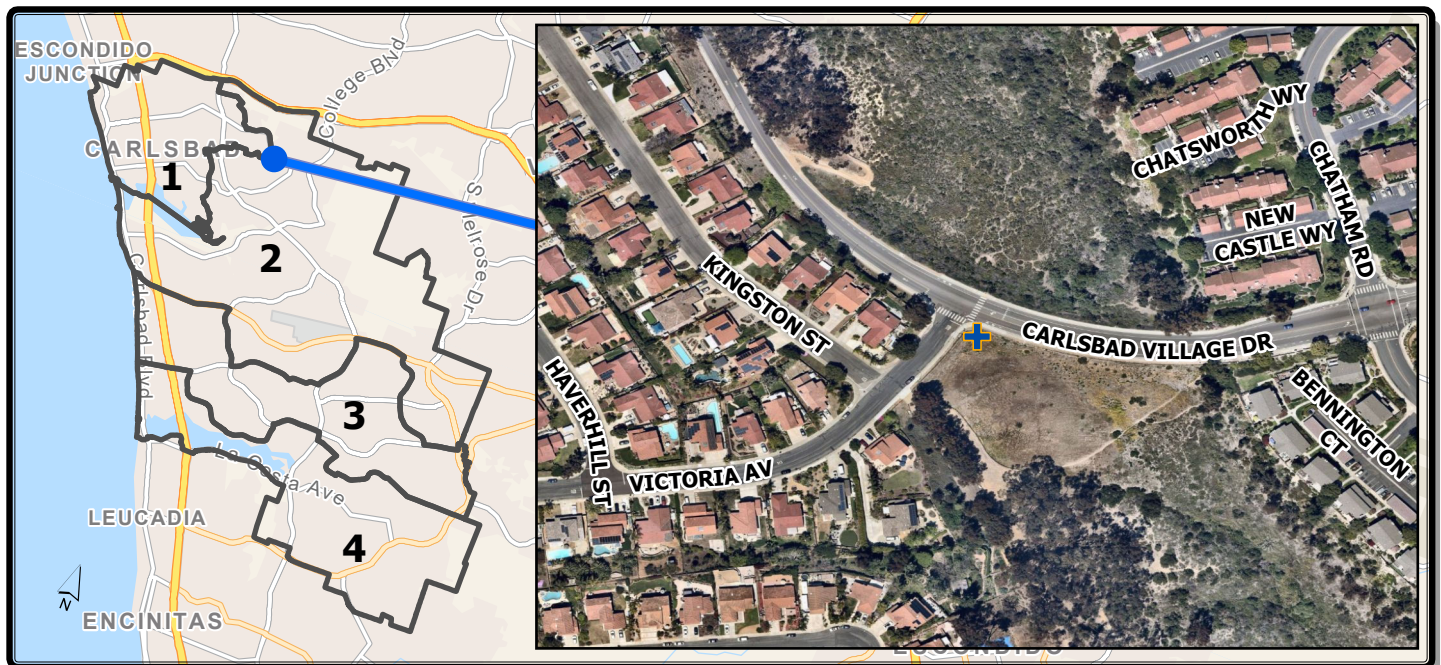 ESCONDIDO
JUNCTION
College Blvd
CARLSBAD
1
S Melrose Dr
2
Carlsbad Blvd
3
La Costa Ave
LEUCADIA
4
N
ENCINITAS
CHATSWORTH WY
CHATHAM RD
NEW
CASTLE WY
KINGSTON ST
CARLSBAD VILLAGE DR
HAVERHILL ST
BENNINGTON
CT
VICTORIA AV
ESCONDIDO